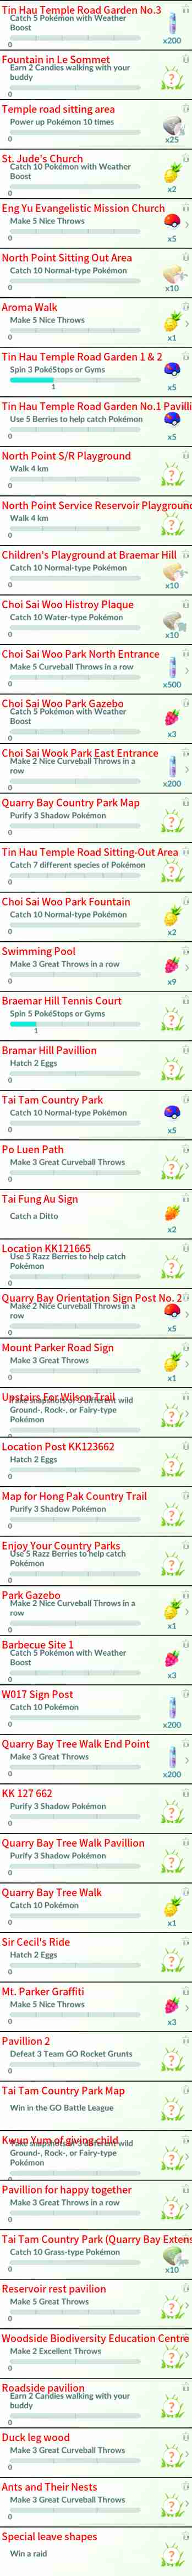 Tin Hau Temple Road Garden No.3
Catch 5 Pokémon with Weather
Boost
0
x200
Fountain in Le Sommet
Earn 2 Candies walking with your
buddy
0
?
Temple road sitting area
Power up Pokémon 10 times
0
x25
St. Jude's Church
Catch 10 Pokémon with Weather
Boost
0
x2
Eng Yu Evangelistic Mission Church
Make 5 Nice Throws
0
x5
North Point Sitting Out Area
Catch 10 Normal-type Pokémon
0
x10
Aroma Walk
Make 5 Nice Throws
0
x1
Tin Hau Temple Road Garden 1 & 2
Spin 3 PokéStops or Gyms
1
x5
Tin Hau Temple Road Garden No.1 Pavilli
Use 5 Berries to help catch Pokémon
0
x5
North Point S/R Playground
Walk 4 km
0
?
North Point Service Reservoir Playground
Walk 4 km
0
?
Children's Playground at Braemar Hill
Catch 10 Normal-type Pokémon
0
x10
Choi Sai Woo Histroy Plaque
Catch 10 Water-type Pokémon
0
x10
Choi Sai Woo Park North Entrance
Make 5 Curveball Throws in a row
0
x500
Choi Sai Woo Park Gazebo
Catch 5 Pokémon with Weather
Boost
0
x3
Choi Sai Wook Park East Entrance
Make 2 Nice Curveball Throws in a
row
0
x200
Quarry Bay Country Park Map
Purify 3 Shadow Pokémon
0
?
Tin Hau Temple Road Sitting-Out Area
Catch 7 different species of Pokémon
0
?
Choi Sai Woo Park Fountain
Catch 10 Normal-type Pokémon
0
x2
Swimming Pool
Make 3 Great Throws in a row
0
x9
Braemar Hill Tennis Court
Spin 5 PokéStops or Gyms
1
?
Bramar Hill Pavillion
Hatch 2 Eggs
0
?
Tai Tam Country Park
Catch 10 Normal-type Pokémon
0
x5
Po Luen Path
Make 3 Great Curveball Throws
0
?
Tai Fung Au Sign
Catch a Ditto
x2
Location KK121665
Use 5 Razz Berries to help catch
Pokémon
0
?
Quarry Bay Orientation Sign Post No. 2
Make 2 Nice Curveball Throws in a
row
0
x5
Mount Parker Road Sign
Make 3 Great Throws
0
x1
Upstairs For Wilson Trail
Take snapshots of 3 different wild
Ground-, Rock-, or Fairy-type
Pokémon
0
?
Location Post KK123662
Hatch 2 Eggs
0
?
Map for Hong Pak Country Trail
Purify 3 Shadow Pokémon
0
?
Enjoy Your Country Parks
Use 5 Razz Berries to help catch
Pokémon
0
?
Park Gazebo
Make 2 Nice Curveball Throws in a
row
0
x1
Barbecue Site 1
Catch 5 Pokémon with Weather
Boost
0
x3
W017 Sign Post
Catch 10 Pokémon
0
x200
Quarry Bay Tree Walk End Point
Make 3 Great Throws
0
x200
KK 127 662
Purify 3 Shadow Pokémon
0
?
Quarry Bay Tree Walk Pavillion
Purify 3 Shadow Pokémon
0
?
Quarry Bay Tree Walk
Catch 10 Pokémon
0
x1
Sir Cecil's Ride
Hatch 2 Eggs
0
?
Mt. Parker Graffiti
Make 5 Nice Throws
0
x3
Pavillion 2
Defeat 3 Team GO Rocket Grunts
0
?
Tai Tam Country Park Map
Win in the GO Battle League
?
Kwun Yum of giving child
Take snapshots of 3 different wild
Ground-, Rock-, or Fairy-type
Pokémon
0
?
Pavillion for happy together
Make 3 Great Throws in a row
0
?
Tai Tam Country Park (Quarry Bay Extens
Catch 10 Grass-type Pokémon
0
x10
Reservoir rest pavilion
Make 5 Great Throws
0
?
Woodside Biodiversity Education Centre
Make 2 Excellent Throws
0
?
Roadside pavilion
Earn 2 Candies walking with your
buddy
0
?
Duck leg wood
Make 3 Great Curveball Throws
0
?
Ants and Their Nests
Make 3 Great Curveball Throws
0
?
Special leave shapes
Win a raid
?